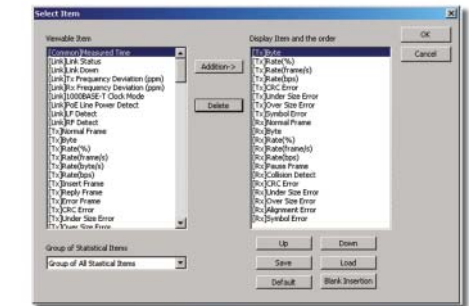 Select Item
Viewable Item
[Common]Measured Time
[Link]Link Status
[Link]Link Down
[Link]Tx Frequency Deviation (ppm)
[Link]Rx Frequency Deviation (ppm)
[Link]1000BASE-T Clock Mode
[Link]PoE Line Power Detect
[Link]LF Detect
[Link]RF Detect
[Tx]Normal Frame
[Tx]Byte
[Tx]Rate(%)
[Tx]Rate(frame/s)
[Tx]Rate(byte/s)
[Tx]Rate(bps)
[Tx]Insert Frame
[Tx]Reply Frame
[Tx]Error Frame
[Tx]CRC Error
[Tx]Under Size Error
[Tx]Over Size Error
Group of Statistical Items
Group of All Stastical Items
Addition->
Delete
Display Item and the order
[Tx]Byte
[Tx]Rate(%)
[Tx]Rate(frame/s)
[Tx]Rate(bps)
[Tx]CRC Error
[Tx]Under Size Error
[Tx]Over Size Error
[Tx]Symbol Error
[Rx]Normal Frame
[Rx]Byte
[Rx]Rate(%)
[Rx]Rate(frame/s)
[Rx]Rate(bps)
[Rx]Pause Frame
[Rx]Collision Detect
[Rx]CRC Error
[Rx]Under Size Error
[Rx]Over Size Error
[Rx]Alignment Error
[Rx]Symbol Error
Up
Down
Save
Load
Default
Blank Insertion
OK
Cancel